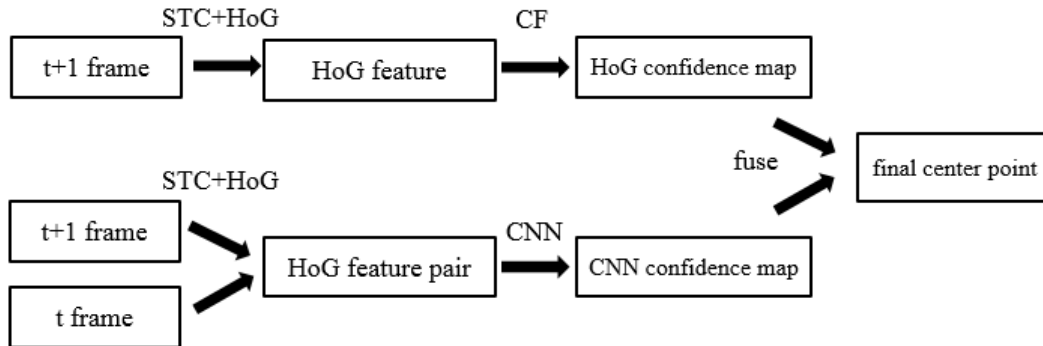 STC+HoG
CF
t+1 frame
HoG feature
HoG confidence map
fuse
final center point
STC+HoG
t+1 frame
CNN
HoG feature pair
CNN confidence map
t frame